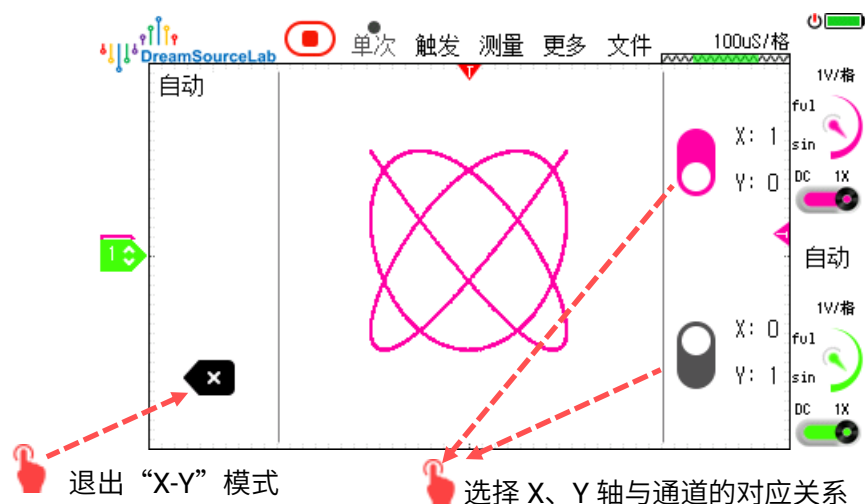 DreamSourceLab
单次 触发 测量 更多 文件
100uS/格
T
自动
1V/格
ful
sin
DC 1X
X: 1
Y: 0
1
自动
X: 0
Y: 1
1V/格
ful
sin
DC 1X
退出“X-Y”模式
选择 X、Y 轴与通道的对应关系